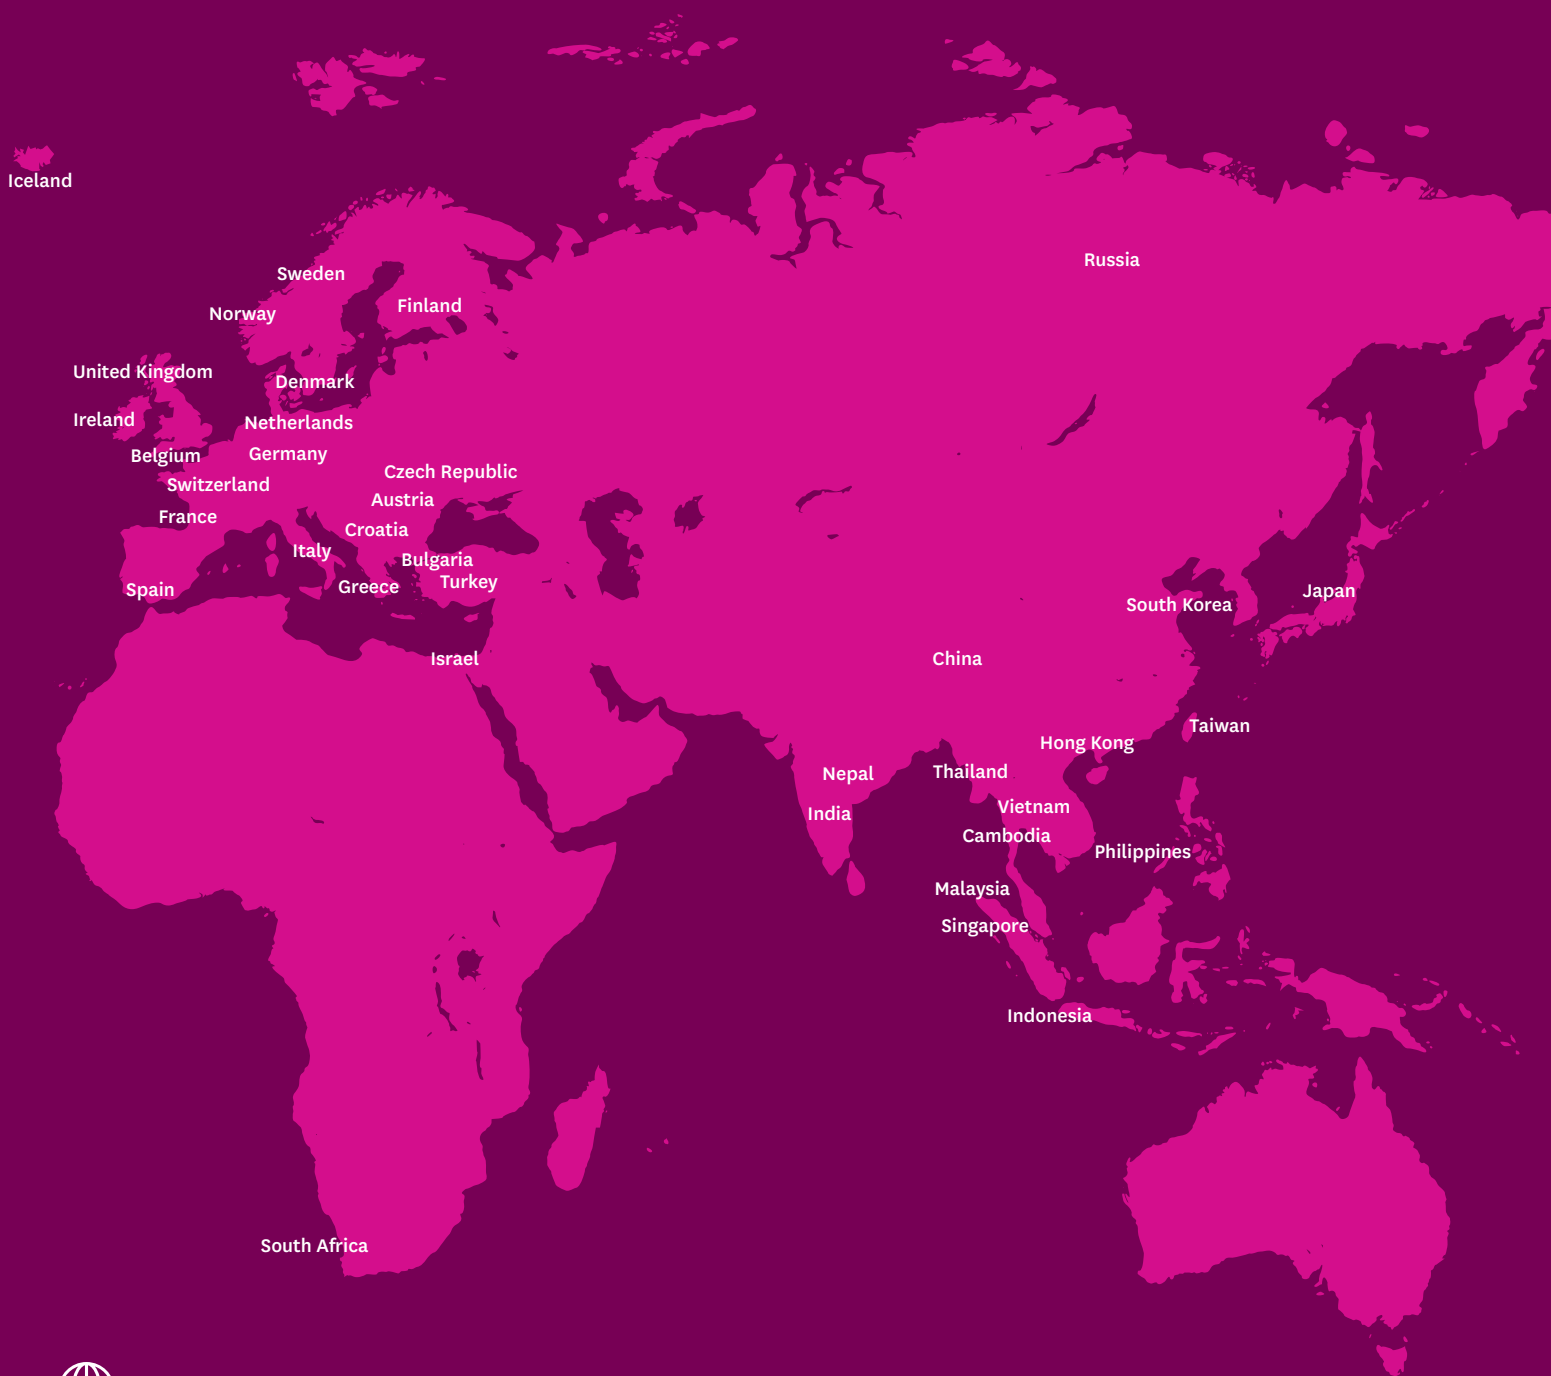 Iceland
Russia
Sweden
Finland
Norway
United Kingdom
Denmark
Ireland
Netherlands
Belgium
Germany
Czech Republic
Switzerland
Austria
France
Croatia
Italy
Bulgaria
Turkey
Greece
Spain
Japan
South Korea
Israel
China
Taiwan
Hong Kong
Nepal
Thailand
India
Vietnam
Cambodia
Philippines
Malaysia
Singapore
Indonesia
South Africa